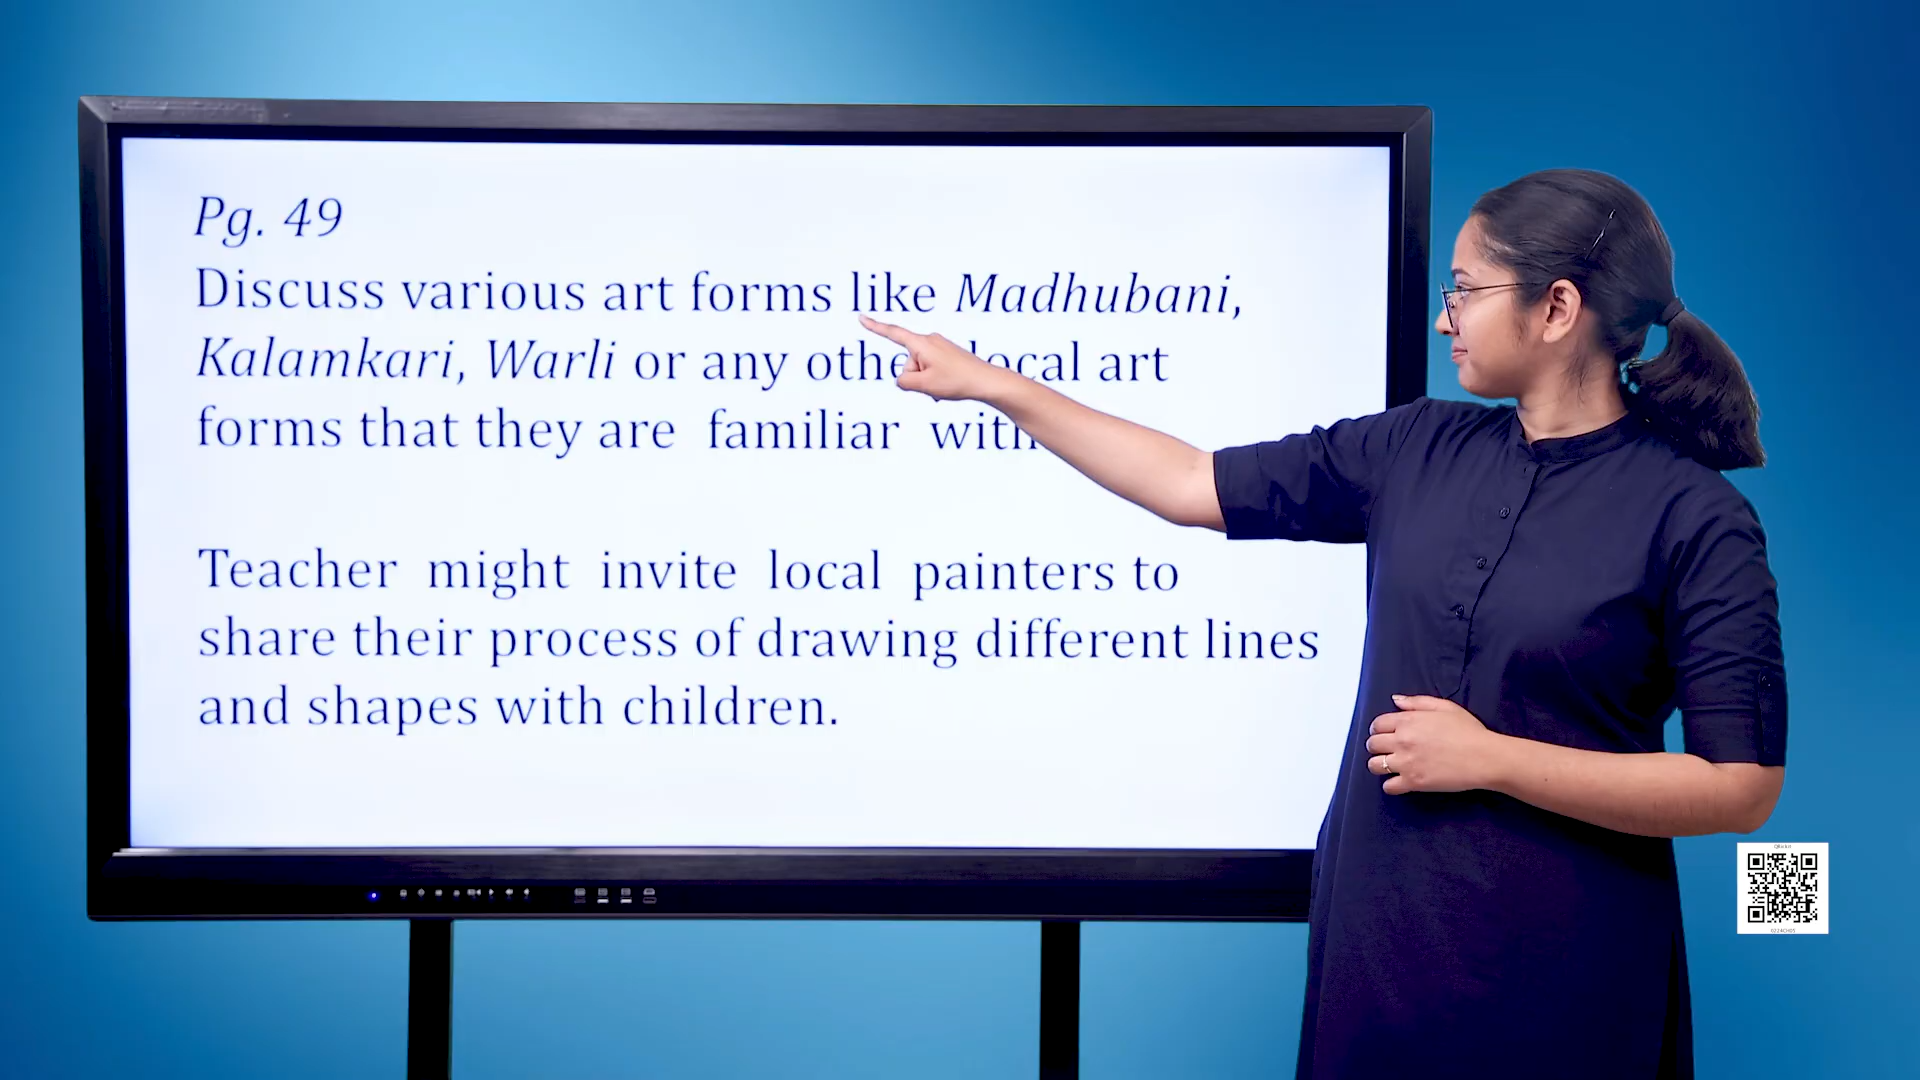 Pg. 49
Discuss various art forms like Madhubani,
Kalamkari, Warli or any other local art
forms that they are familiar with
Teacher might invite local painters to
share their process of drawing different lines
and shapes with children.